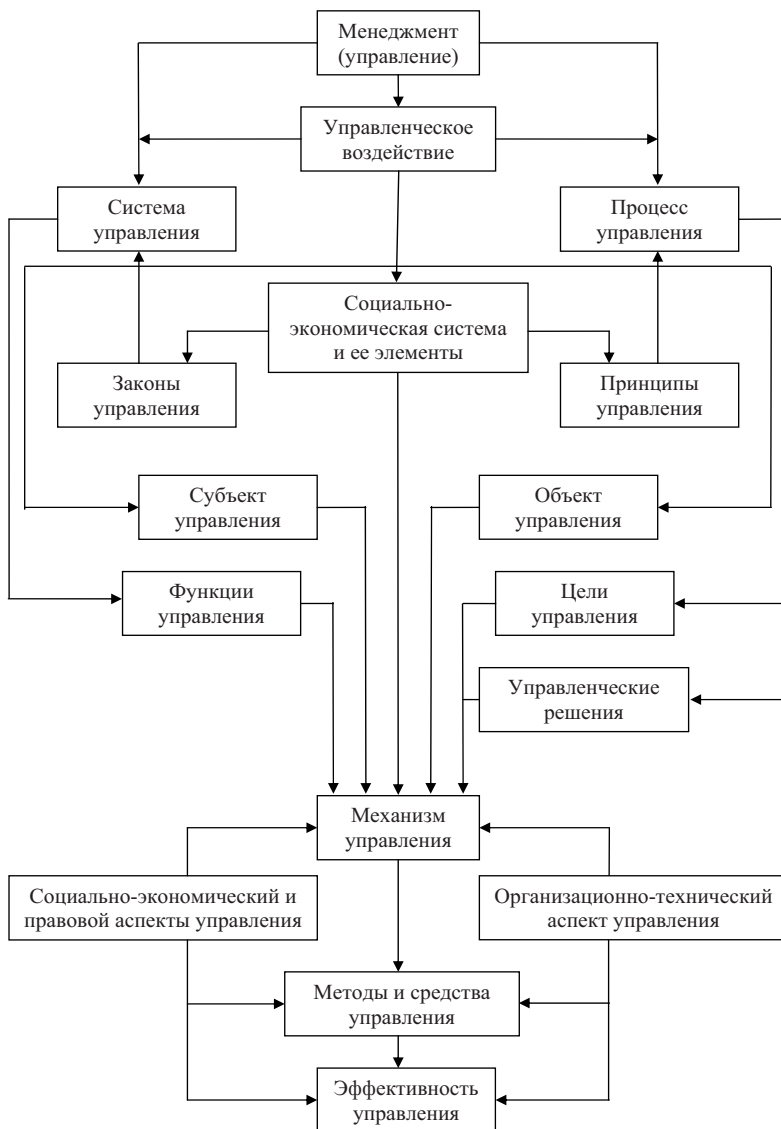 Менеджмент
(управление)
Управленческое
воздействие
Система
управления
Процесс
управления
Социально-
экономическая система
и ее элементы
Законы
управления
Принципы
управления
Субъект
управления
Объект
управления
Функции
управления
Цели
управления
Управленческие
решения
Механизм
управления
Социально-экономический и
правовой аспекты управления
Организационно-технический
аспект управления
Методы и средства
управления
Эффективность
управления